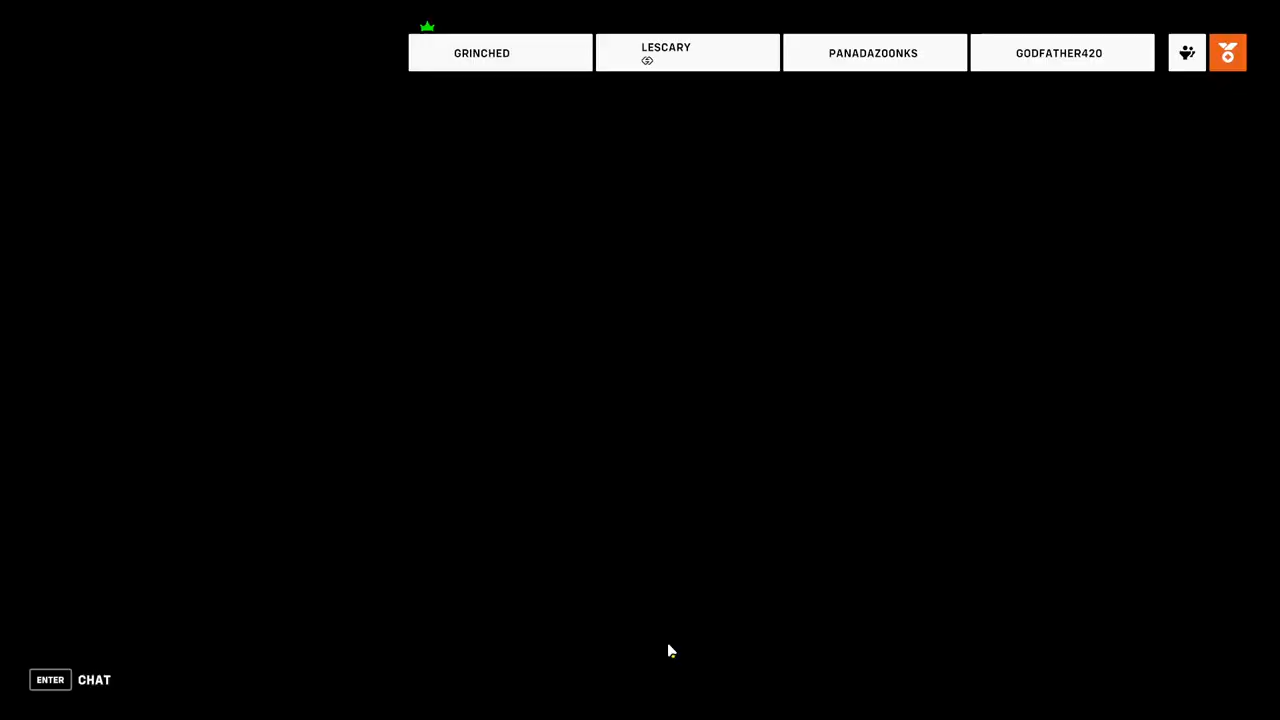 GRINCHED
LESCARY
PANADAZOONKS
GODFATHER420
ENTER CHAT